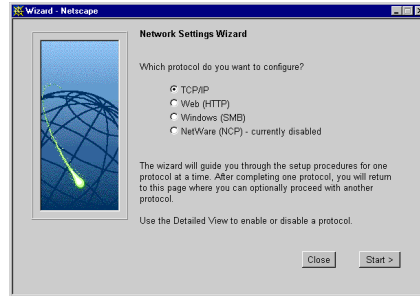 Wizard - Netscape
Network Settings Wizard
Which protocol do you want to configure?
TCP/IP
Web (HTTP)
Windows (SMB)
NetWare (NCP) - currently disabled
The wizard will guide you through the setup procedures for one
protocol at a time. After completing one protocol, you will return
to this page where you can optionally proceed with another
protocol.
Use the Detailed View to enable or disable a protocol.
Close
Start >